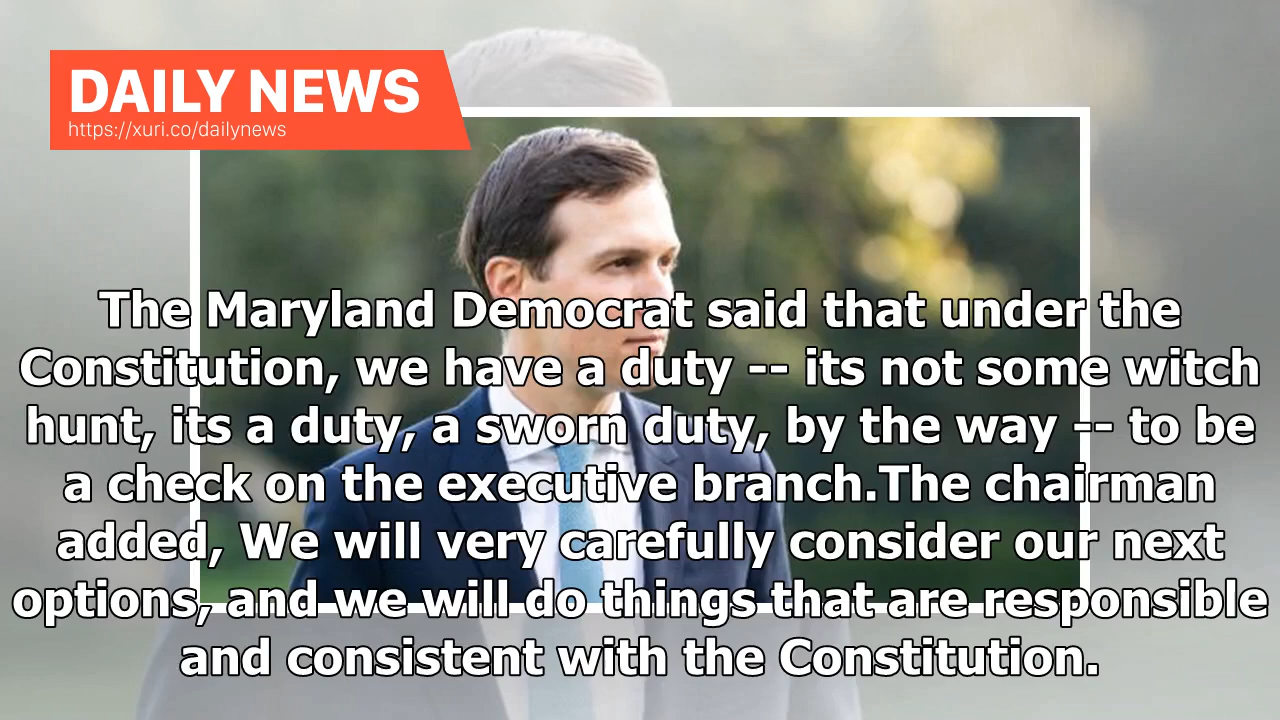 DAILY NEWS
https://xuri.co/dailynews
The Maryland Democrat said that under the
Constitution, we have a duty -- its not some witch
hunt, its a duty, a sworn duty, by the way -- to be
a check on the executive branch.The chairman
added, We will very carefully consider our next
options, and we will do things that are responsible
and consistent with the Constitution.